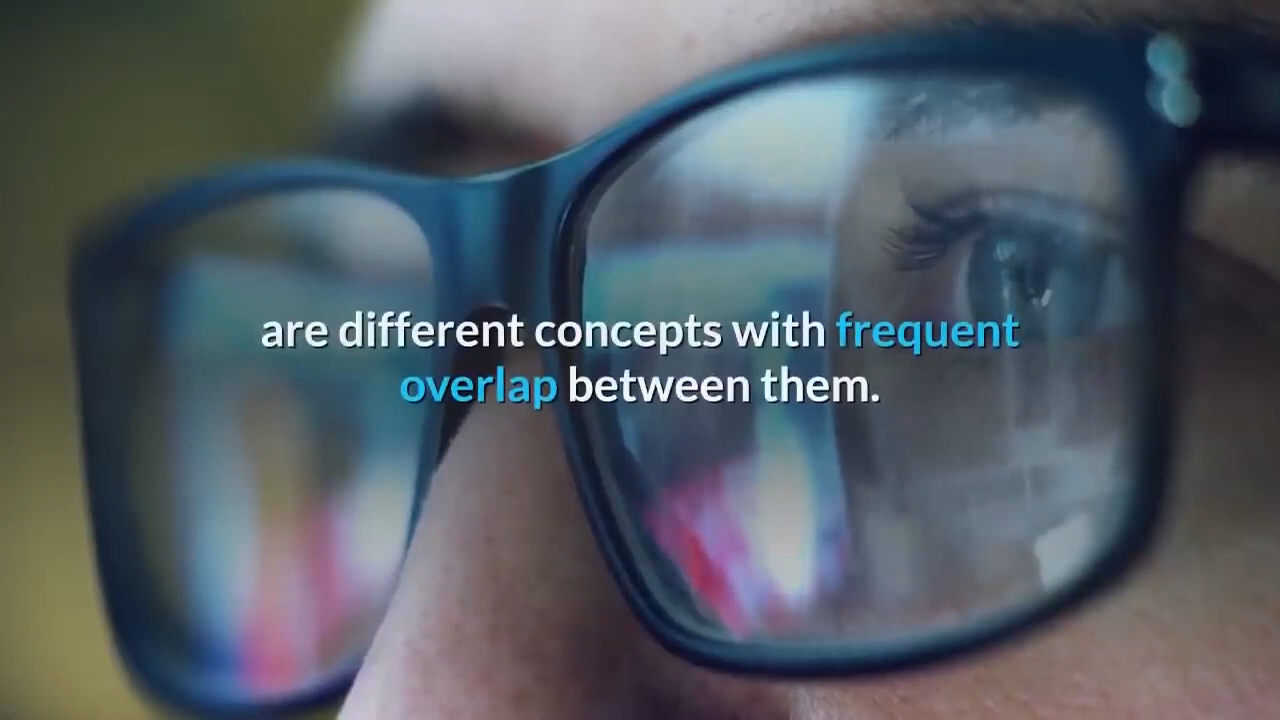 are different concepts with frequent
overlap between them.